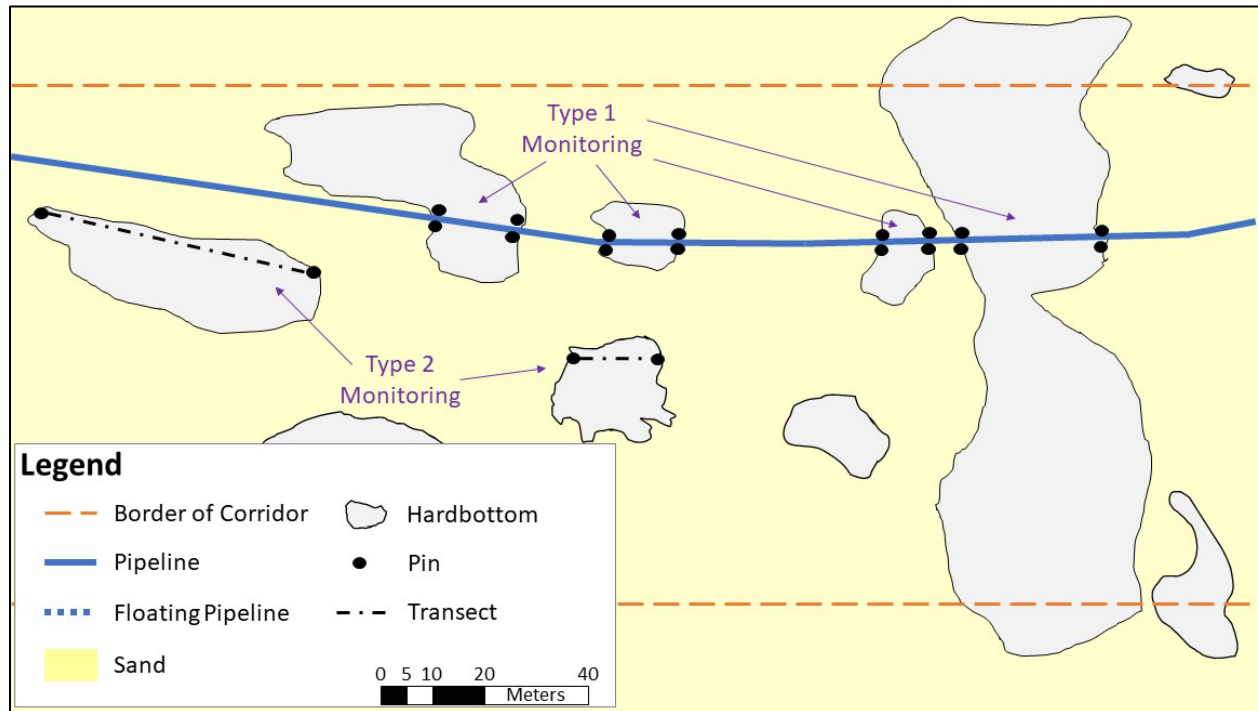 Type 1
Monitoring
Type 2
Monitoring
Legend
Border of Corridor
Hardbottom
Pipeline
Pin
Floating Pipeline
Transect
Sand
0 5 10 20 40
Meters